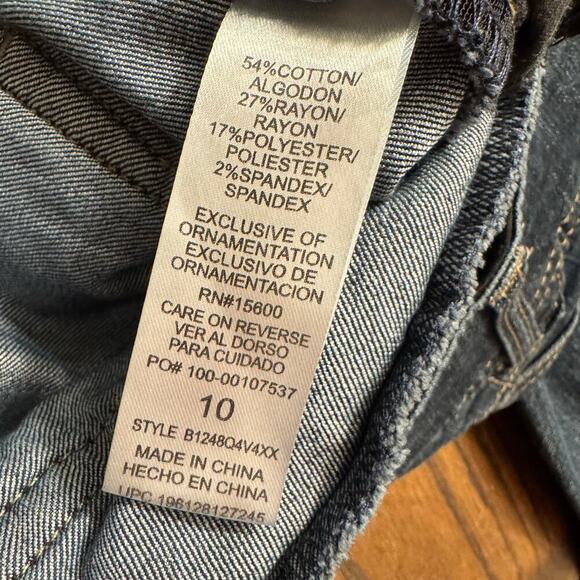 54%COTTON/
ALGODON
27%RAYON/
RAYON
17%POLYESTER/
POLIESTER
2%SPANDEX/
SPANDEX
EXCLUSIVE OF
ORNAMENTATION
EXCLUSIVO DE
ORNAMENTACION
RN#15600
CARE ON REVERSE
VER AL DORSO
PARA CUIDADO
PO# 100-00107537
10
STYLE B1248Q4V4XX
MADE IN CHINA
HECHO EN CHINA
UPC 196128127245